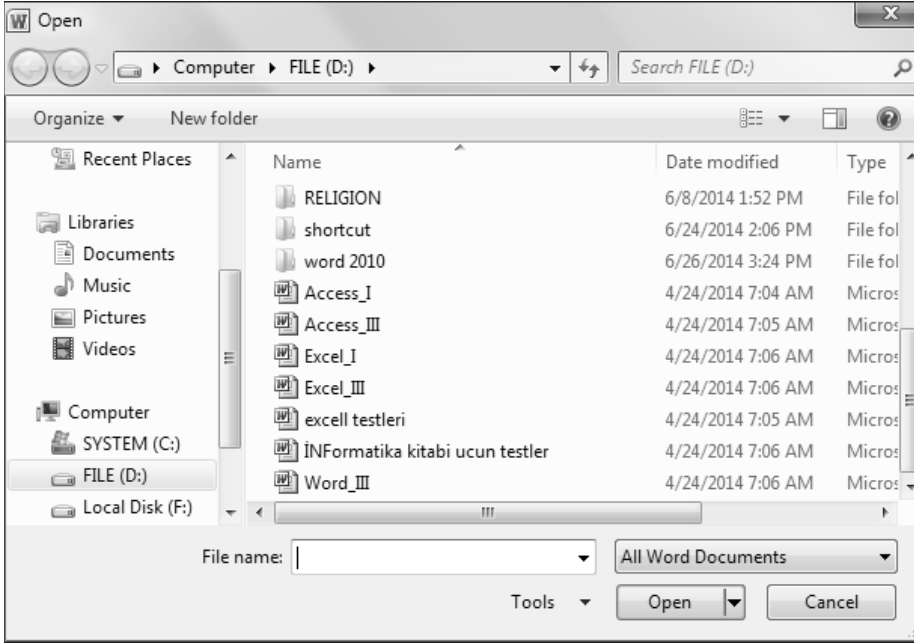 Open
Computer FILE (D:) Search FILE (D:)
Organize New folder
Recent Places
Libraries
Documents
Music
Pictures
Videos
Computer
SYSTEM (C:)
FILE (D:)
Local Disk (F:)
Name Date modified Type
RELIGION 6/8/2014 1:52 PM File fol
shortcut 6/24/2014 2:06 PM File fol
word 2010 6/26/2014 3:24 PM File fol
Access_I 4/24/2014 7:04 AM Micros
Access_III 4/24/2014 7:05 AM Micros
Excel_I 4/24/2014 7:06 AM Micros
Excel_III 4/24/2014 7:06 AM Micros
excell testleri 4/24/2014 7:05 AM Micros
İNFormatika kitabi ucun testler 4/24/2014 7:06 AM Micros
Word_III 4/24/2014 7:06 AM Micros
File name: All Word Documents
Tools Open Cancel